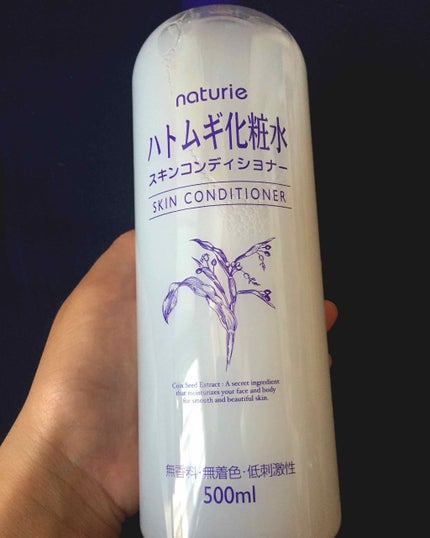 naturie
ハトムギ化粧水
スキンコンディショナー
SKIN CONDITIONER
Coix Seed Extract : A secret ingredient
that moisturizes your face and body
for smooth and beautiful skin.
無香料・無着色・低刺激性
500ml